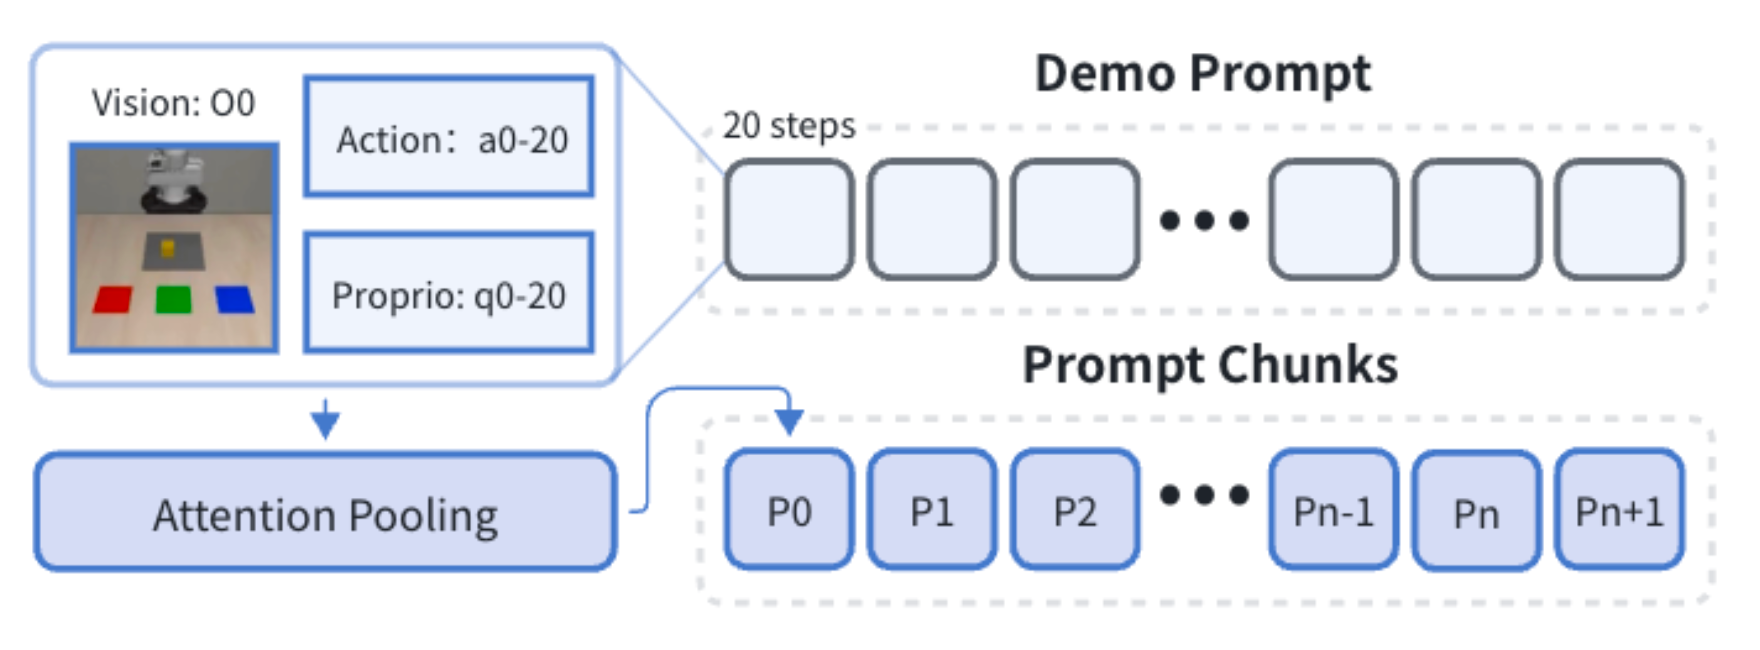 Vision: O0
Action：a0-20
Proprio: q0-20
Attention Pooling
Demo Prompt
20 steps
Prompt Chunks
P0
P1
P2
Pn-1
Pn
Pn+1